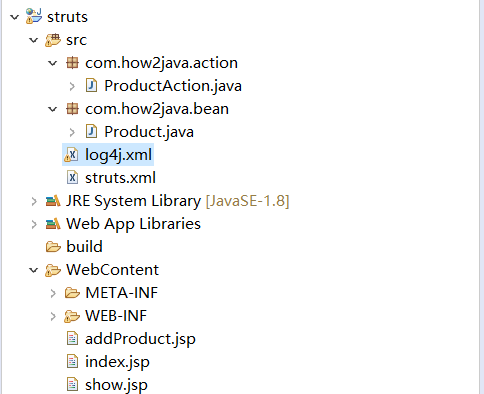 struts
src
com.how2java.action
ProductAction.java
com.how2java.bean
Product.java
log4j.xml
struts.xml
JRE System Library [JavaSE-1.8]
Web App Libraries
build
WebContent
META-INF
WEB-INF
addProduct.jsp
index.jsp
show.jsp